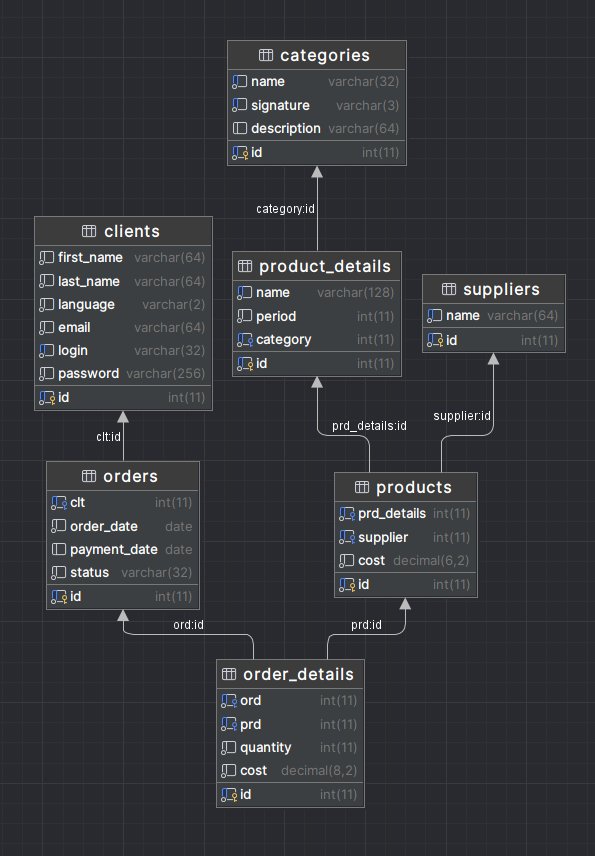 categories
name varchar(32)
signature varchar(3)
description varchar(64)
id int(11)
category:id
clients
first_name varchar(64)
last_name varchar(64)
language varchar(2)
email varchar(64)
login varchar(32)
password varchar(256)
id int(11)
product_details
name varchar(128)
period int(11)
category int(11)
id int(11)
suppliers
name varchar(64)
id int(11)
clt:id
prd_details:id
supplier:id
orders
clt int(11)
order_date date
payment_date date
status varchar(32)
id int(11)
products
prd_details int(11)
supplier int(11)
cost decimal(6,2)
id int(11)
ord:id
prd:id
order_details
ord int(11)
prd int(11)
quantity int(11)
cost decimal(8,2)
id int(11)